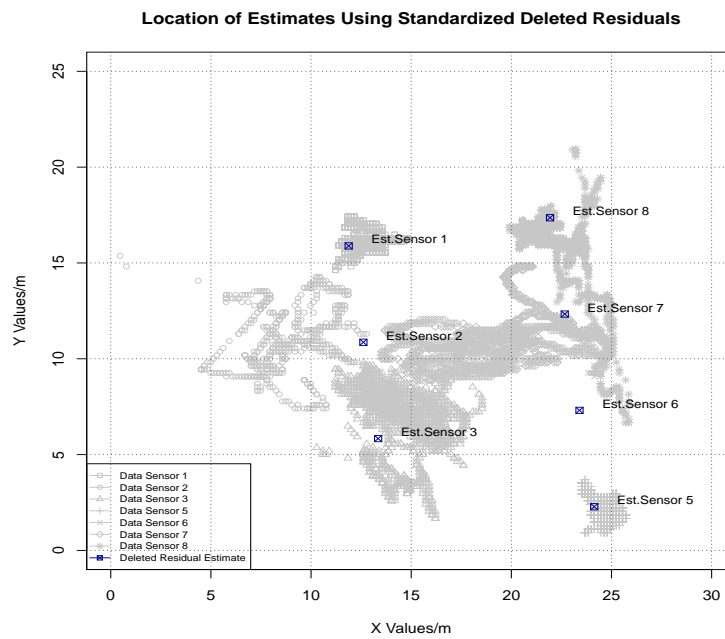 Location of Estimates Using Standardized Deleted Residuals
Y Values/m
25
20
15
10
5
0
Est.Sensor 8
Est.Sensor 1
Est.Sensor 7
Est.Sensor 2
Est.Sensor 6
Est.Sensor 3
Est.Sensor 5
Data Sensor 1
Data Sensor 2
Data Sensor 3
Data Sensor 5
Data Sensor 6
Data Sensor 7
Data Sensor 8
Deleted Residual Estimate
0 5 10 15 20 25 30
X Values/m